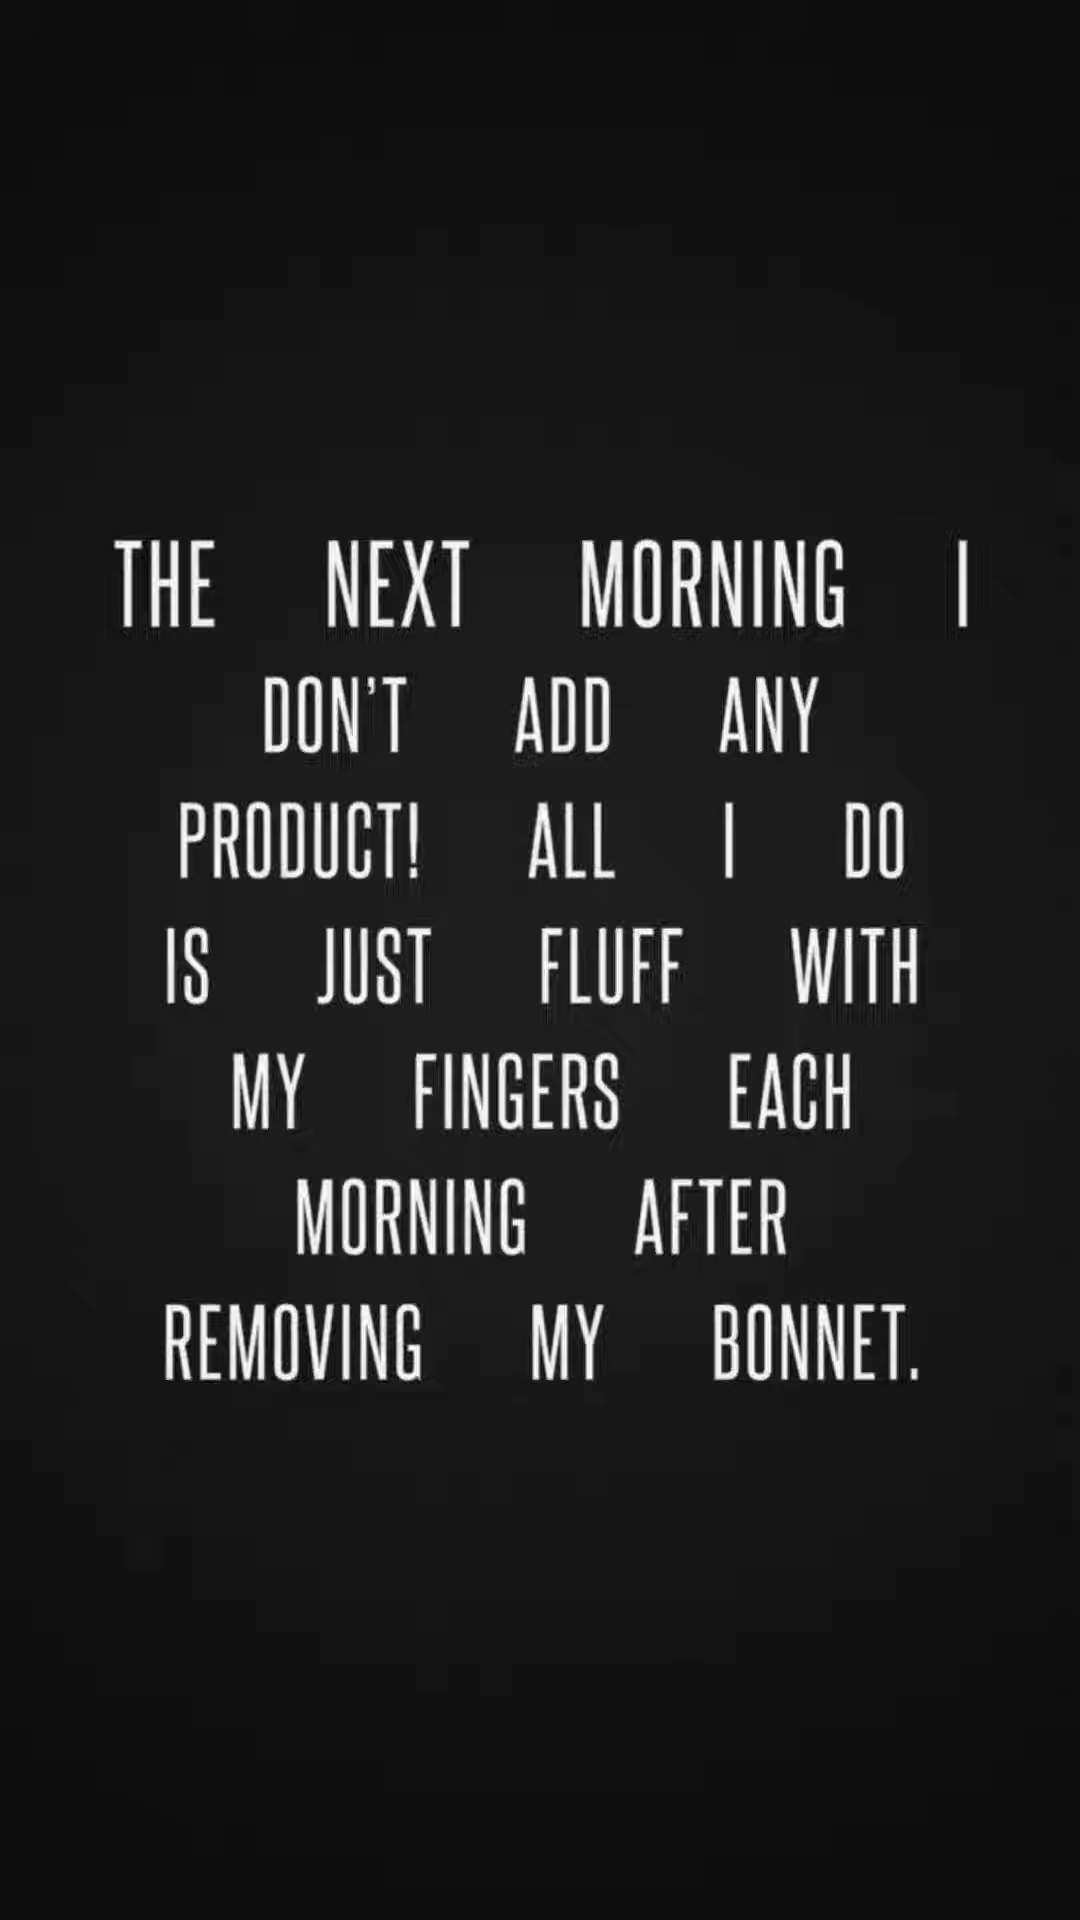 THE NEXT MORNING I
DON'T ADD ANY
PRODUCT! ALL I DO
IS JUST FLUFF WITH
MY FINGERS EACH
MORNING AFTER
REMOVING MY BONNET.